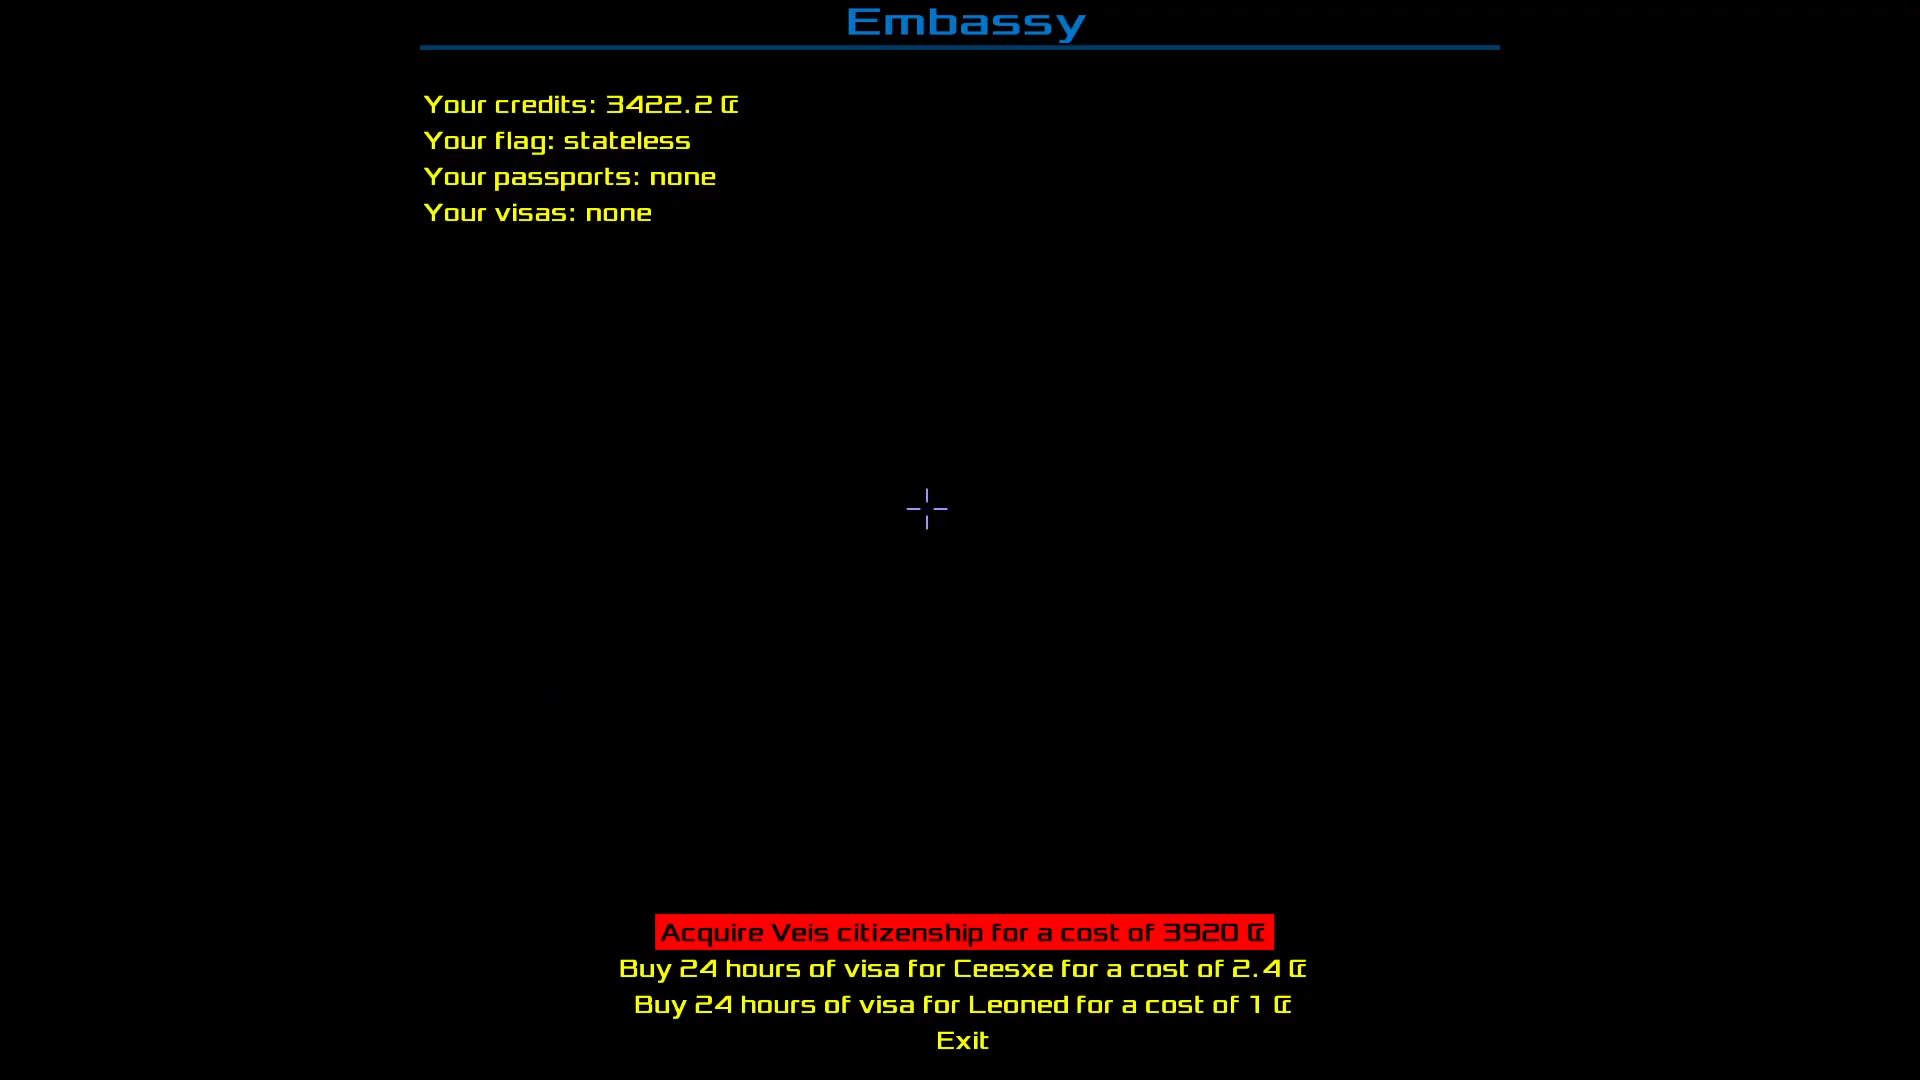 Embassy
Your credits: 3422.2 ₢
Your flag: stateless
Your passports: none
Your visas: none
Acquire Veis citizenship for a cost of 3920 ₢
Buy 24 hours of visa for Ceesxe for a cost of 2.4 ₢
Buy 24 hours of visa for Leoned for a cost of 1 ₢
Exit